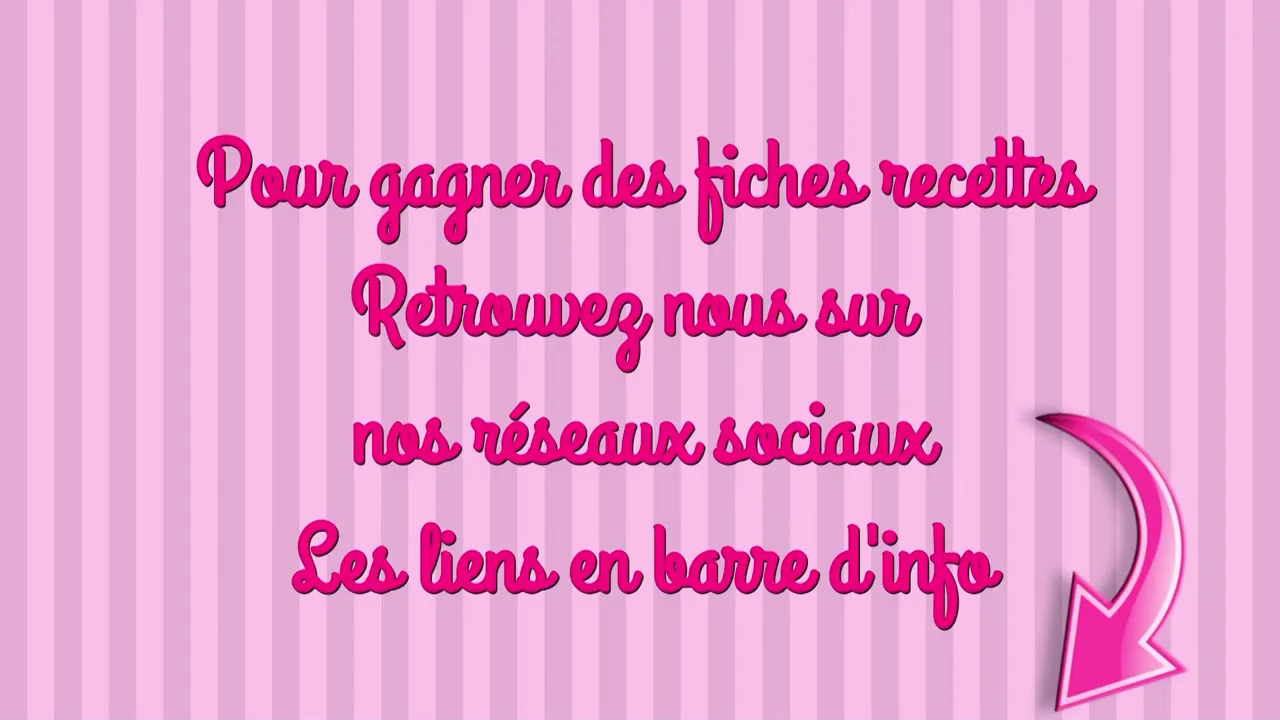 Pour gagner des fiches recettes
Retrouvez nous sur
nos réseaux sociaux
Les liens en barre d'info